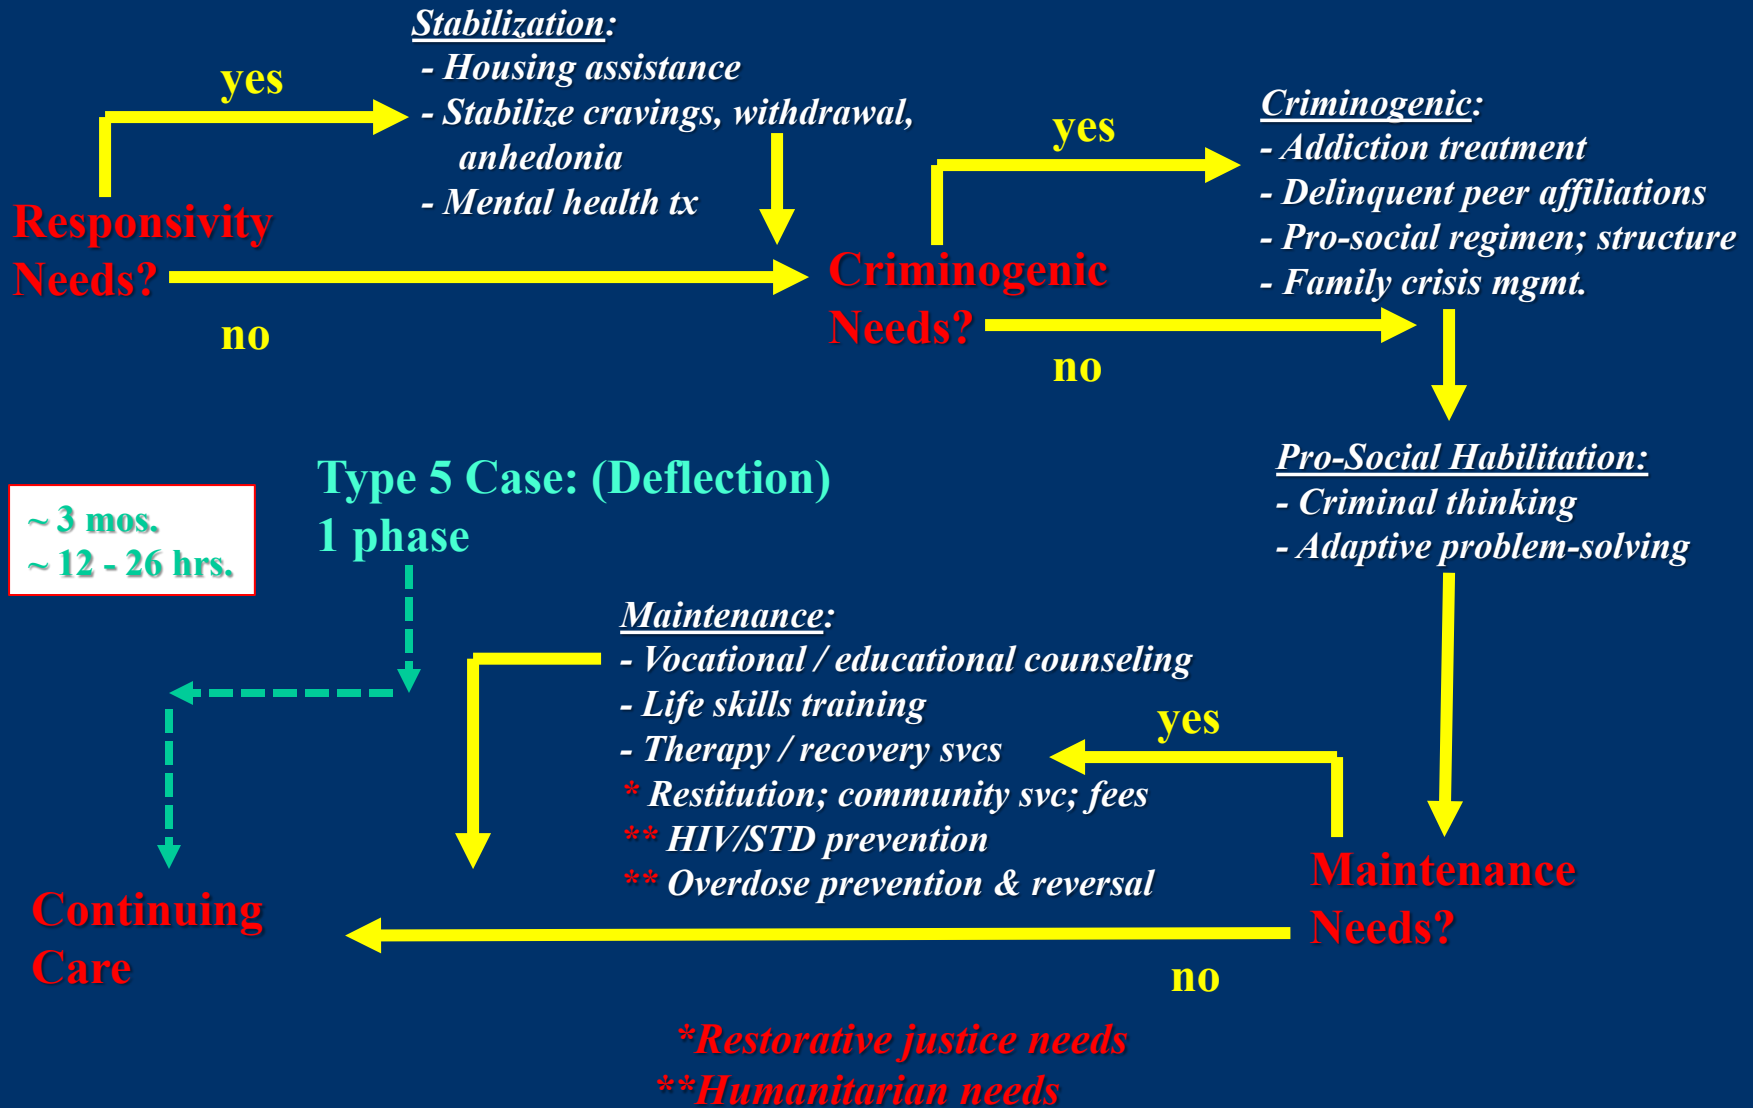 Stabilization:
- Housing assistance
- Stabilize cravings, withdrawal,
anhedonia
- Mental health tx
yes
Responsivity
Needs?
no
yes
Criminogenic
Needs?
no
Criminogenic:
- Addiction treatment
- Delinquent peer affiliations
- Pro-social regimen; structure
- Family crisis mgmt.
Pro-Social Habilitation:
- Criminal thinking
- Adaptive problem-solving
Type 5 Case: (Deflection)
1 phase
~ 3 mos.
~ 12 - 26 hrs.
Maintenance:
- Vocational / educational counseling
- Life skills training
- Therapy / recovery svcs
* Restitution; community svc; fees
** HIV/STD prevention
** Overdose prevention & reversal
yes
Maintenance
Needs?
no
Continuing
Care
*Restorative justice needs
**Humanitarian needs